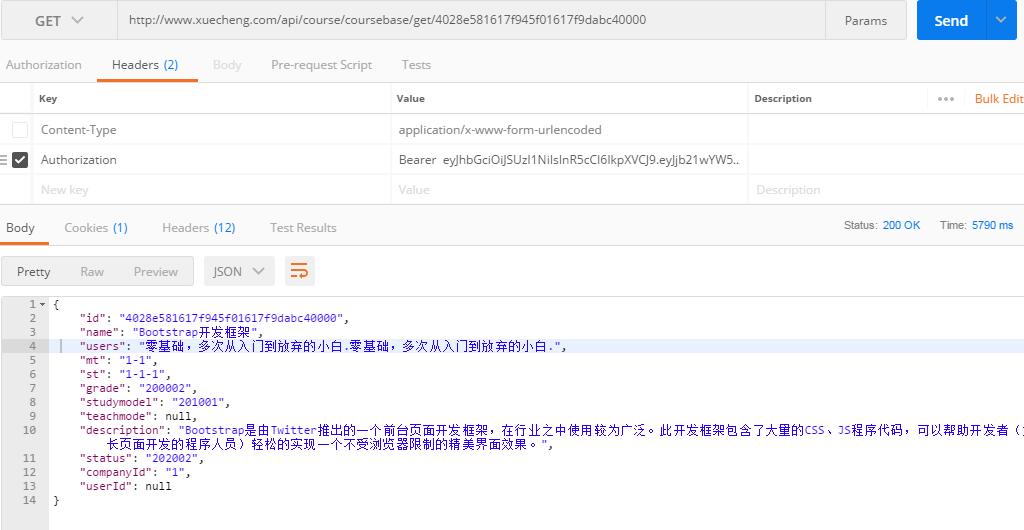 GET http://www.xuecheng.com/api/course/coursebase/get/4028e581617f945f01617f9dabc40000 Params Send
Authorization Headers (2) Body Pre-request Script Tests
Key Value Description ••• Bulk Edit
Content-Type application/x-www-form-urlencoded
Authorization Bearer eyJhbGciOiJSUzI1NiIsInR5cCI6IkpXVCJ9.eyJjb21wYW5..
New key Value Description
Body Cookies (1) Headers (12) Test Results Status: 200 OK Time: 5790 ms
Pretty Raw Preview JSON
1 {
2 "id": "4028e581617f945f01617f9dabc40000",
3 "name": "Bootstrap开发框架",
4 "users": "零基础，多次从入门到放弃的小白.零基础，多次从入门到放弃的小白.",
5 "mt": "1-1",
6 "st": "1-1-1",
7 "grade": "200002",
8 "studymodel": "201001",
9 "teachmode": null,
10 "description": "Bootstrap是由Twitter推出的一个前台页面开发框架，在行业之中使用较为广泛。此开发框架包含了大量的CSS、JS程序代码，可以帮助开发者（
长页面开发的程序人员）轻松的实现一个不受浏览器限制的精美界面效果。",
11 "status": "202002",
12 "companyId": "1",
13 "userId": null
14 }